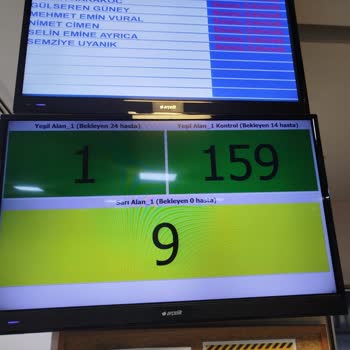 GÜLSEREN GÜNEY
MEHMET EMİN VURAL
NİMET CİMEN
SELİN EMİNE AYRICA
SEMZİYE UYANIK
arçelik
Yeşil Alan_1 (Bekleyen 24 hasta)
Yeşil Alan_1 Kontrol (Bekleyen 14 hasta)
1
159
Sarı Alan_1 (Bekleyen 0 hasta)
9
arçelik